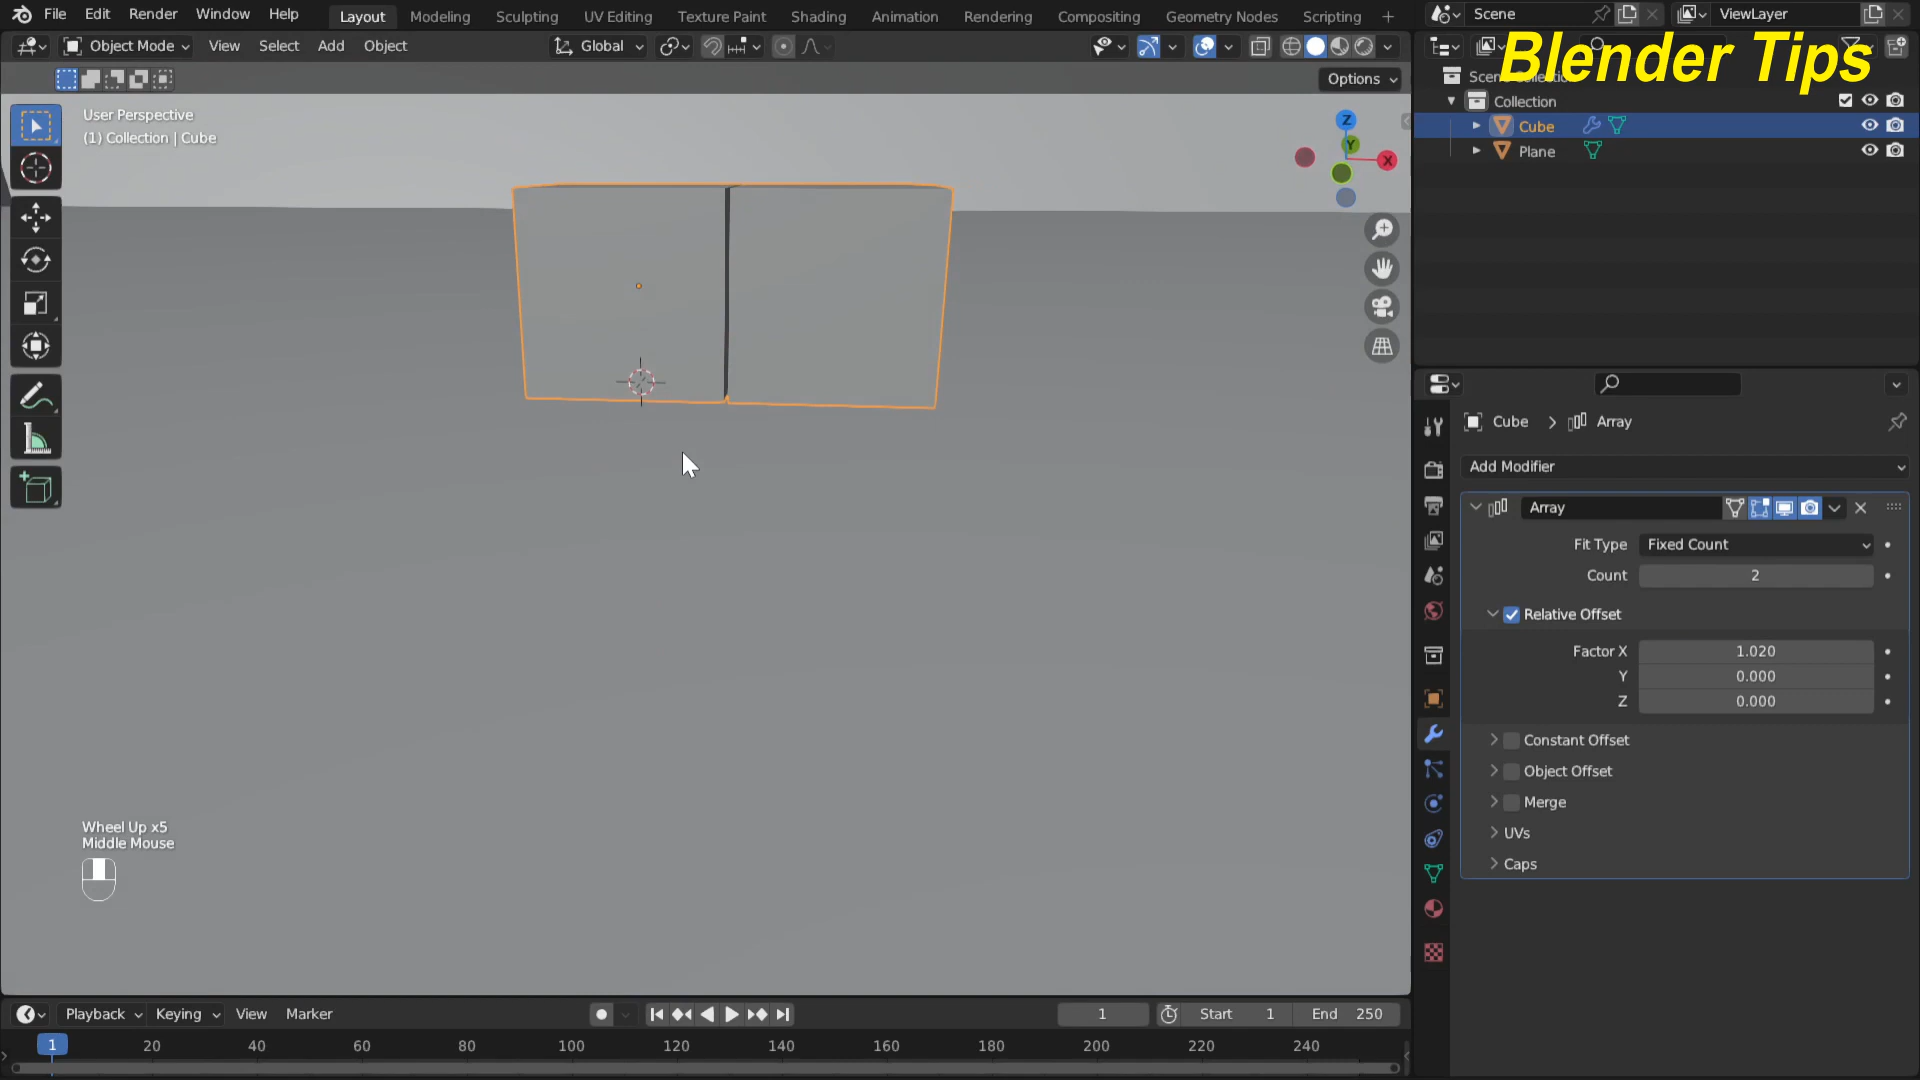 File Edit Render Window Help Layout Modeling Sculpting UV Editing Texture Paint Shading Animation Rendering Compositing Geometry Nodes Scripting + Scene ViewLayer
Object Mode View Select Add Object Global
Blender Tips
Options
Collection
Cube
Plane
User Perspective
(1) Collection | Cube
Z
Y
X
Cube > Array
Add Modifier
Array
Fit Type Fixed Count
Count 2
Relative Offset
Factor X 1.020
Y 0.000
Z 0.000
Constant Offset
Object Offset
Merge
UVs
Caps
Wheel Up x5
Middle Mouse
Playback Keying View Marker 1 Start 1 End 250
1 20 40 60 80 100 120 140 160 180 200 220 240